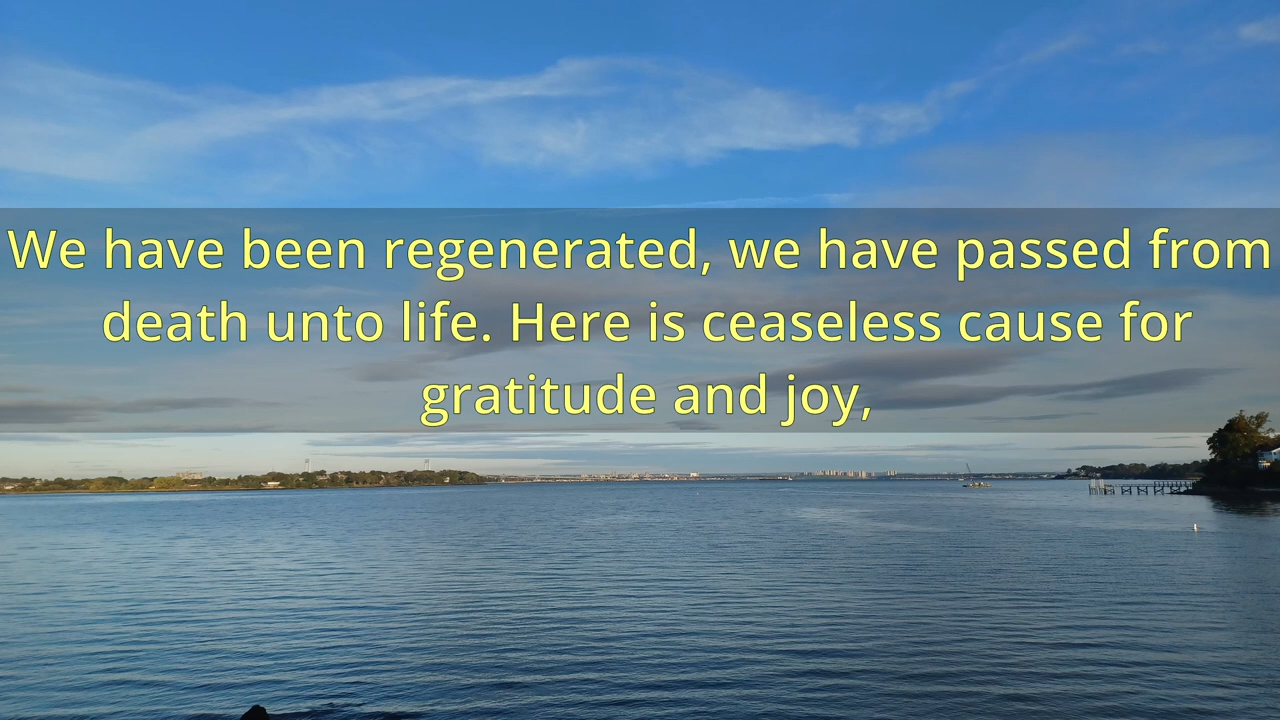 We have been regenerated, we have passed from
death unto life. Here is ceaseless cause for
gratitude and joy,